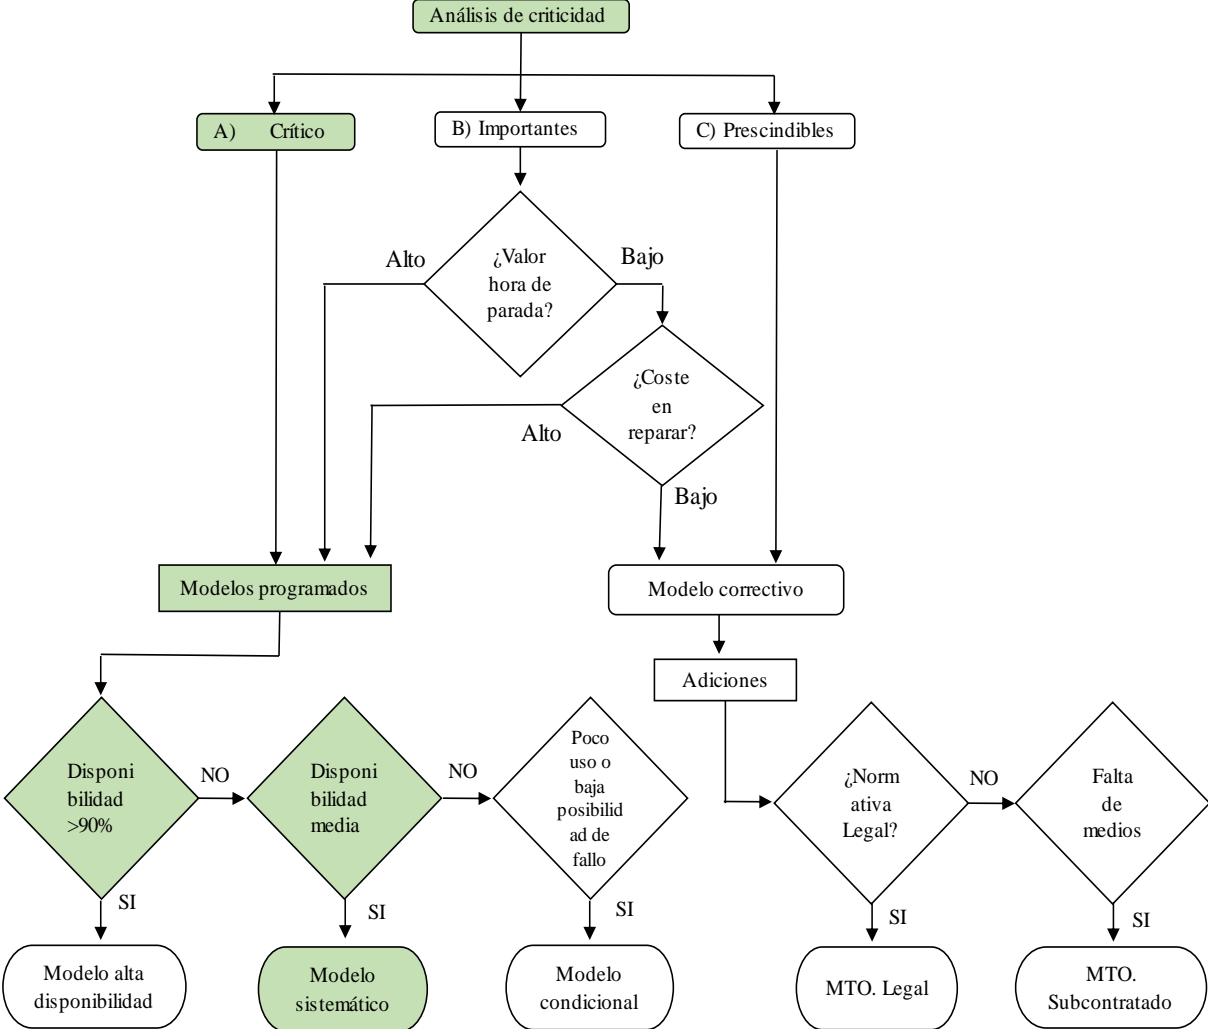 Análisis de criticidad
A) Crítico
B) Importantes
C) Prescindibles
¿Valor
hora de
parada?
Alto
Bajo
¿Coste
en
reparar?
Alto
Bajo
Modelos programados
Modelo correctivo
Adiciones
Disponi
bilidad
>90%
NO
Disponi
bilidad
media
NO
Poco
uso o
baja
posibilid
ad de
fallo
¿Norm
ativa
Legal?
NO
Falta
de
medios
SI
SI
SI
SI
SI
Modelo alta
disponibilidad
Modelo
sistemático
Modelo
condicional
MTO. Legal
MTO.
Subcontratado